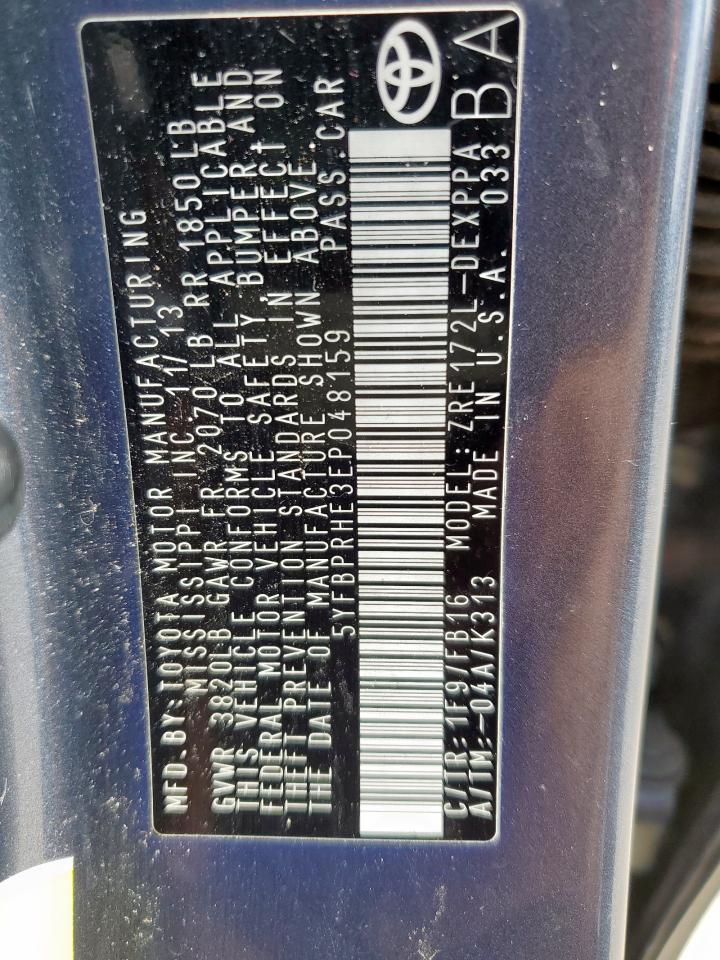 MFD.BY:TOYOTA MOTOR MANUFACTURING
MISSISSIPPI INC. 11/13
GVWR 3820LB GAWR FR 2070LB RR 1850LB
THIS VEHICLE CONFORMS TO ALL APPLICABLE
FEDERAL MOTOR VEHICLE SAFETY, BUMPER AND
THEFT PREVENTION STANDARDS IN EFFECT ON
THE DATE OF MANUFACTURE SHOWN ABOVE.
5YFBPRHE3EP048159 PASS.CAR
C/TR: 1F9/FB16 MODEL: ZRE172L-DEXPPA
A/TM: -04A/K313 MADE IN U.S.A. 033
BA